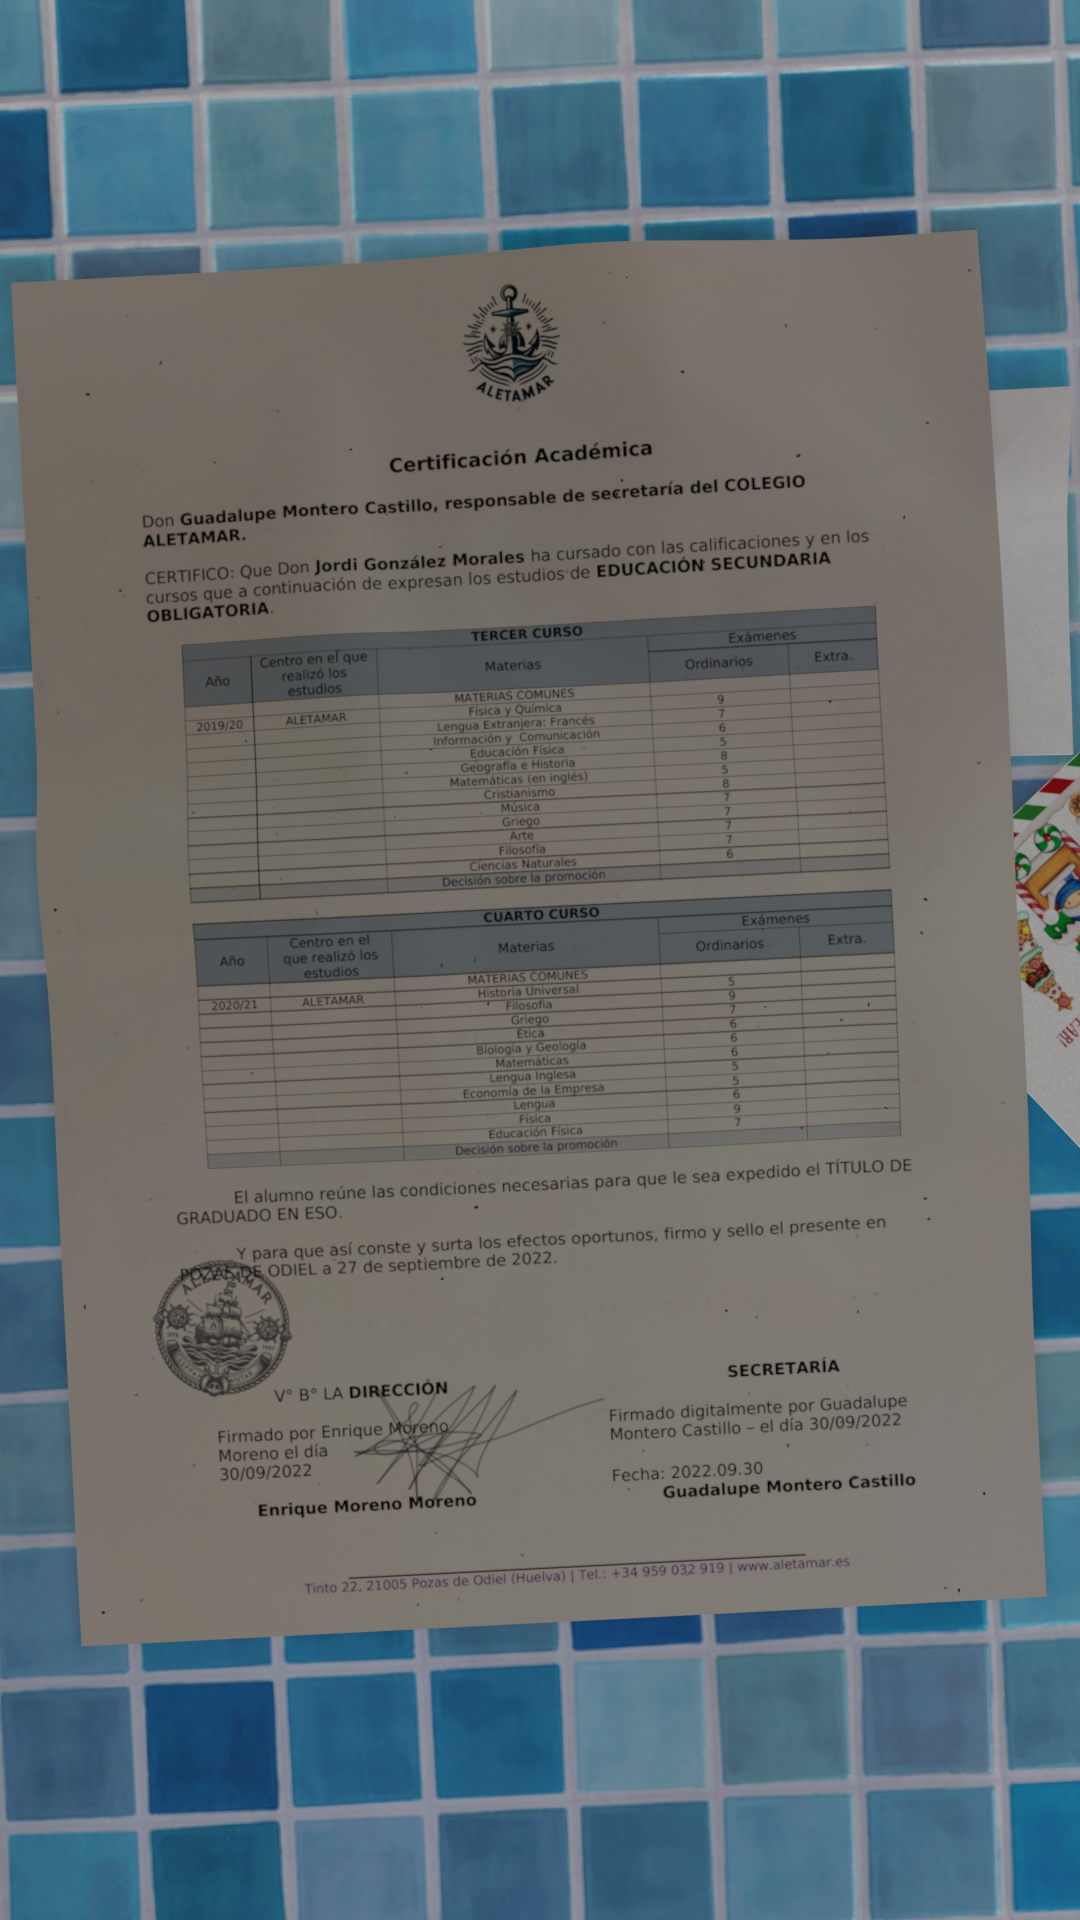 ALETAMAR
Certificación Académica
Don Guadalupe Montero Castillo, responsable de secretaría del COLEGIO
ALETAMAR.
CERTIFICO: Que Don Jordi González Morales ha cursado con las calificaciones y en los
cursos que a continuación de expresan los estudios de EDUCACIÓN SECUNDARIA
OBLIGATORIA.
TERCER CURSO
Año Centro en el que realizó los estudios Materias Exámenes
Ordinarios Extra.
MATERIAS COMUNES
2019/20 ALETAMAR Física y Química 9
Lengua Extranjera: Francés 7
Información y Comunicación 6
Educación Física 5
Geografía e Historia 8
Matemáticas (en inglés) 5
Cristianismo 8
Música 7
Griego 7
Arte 7
Filosofía 7
Ciencias Naturales 6
Decisión sobre la promoción
CUARTO CURSO
Año Centro en el que realizó los estudios Materias Exámenes
Ordinarios Extra.
MATERIAS COMUNES
2020/21 ALETAMAR Historia Universal 5
Filosofía 9
Griego 7
Ética 6
Biología y Geología 6
Matemáticas 6
Lengua Inglesa 5
Economía de la Empresa 5
Lengua 6
Física 9
Educación Física 7
Decisión sobre la promoción
El alumno reúne las condiciones necesarias para que le sea expedido el TÍTULO DE
GRADUADO EN ESO.
Y para que así conste y surta los efectos oportunos, firmo y sello el presente en
POZAS DE ODIEL a 27 de septiembre de 2022.
ALETAMAR
V° B° LA DIRECCIÓN
Firmado por Enrique Moreno
Moreno el día
30/09/2022
Enrique Moreno Moreno
SECRETARÍA
Firmado digitalmente por Guadalupe
Montero Castillo – el día 30/09/2022
Fecha: 2022.09.30
Guadalupe Montero Castillo
Tinto 22, 21005 Pozas de Odiel (Huelva) | Tel.: +34 959 032 919 | www.aletamar.es